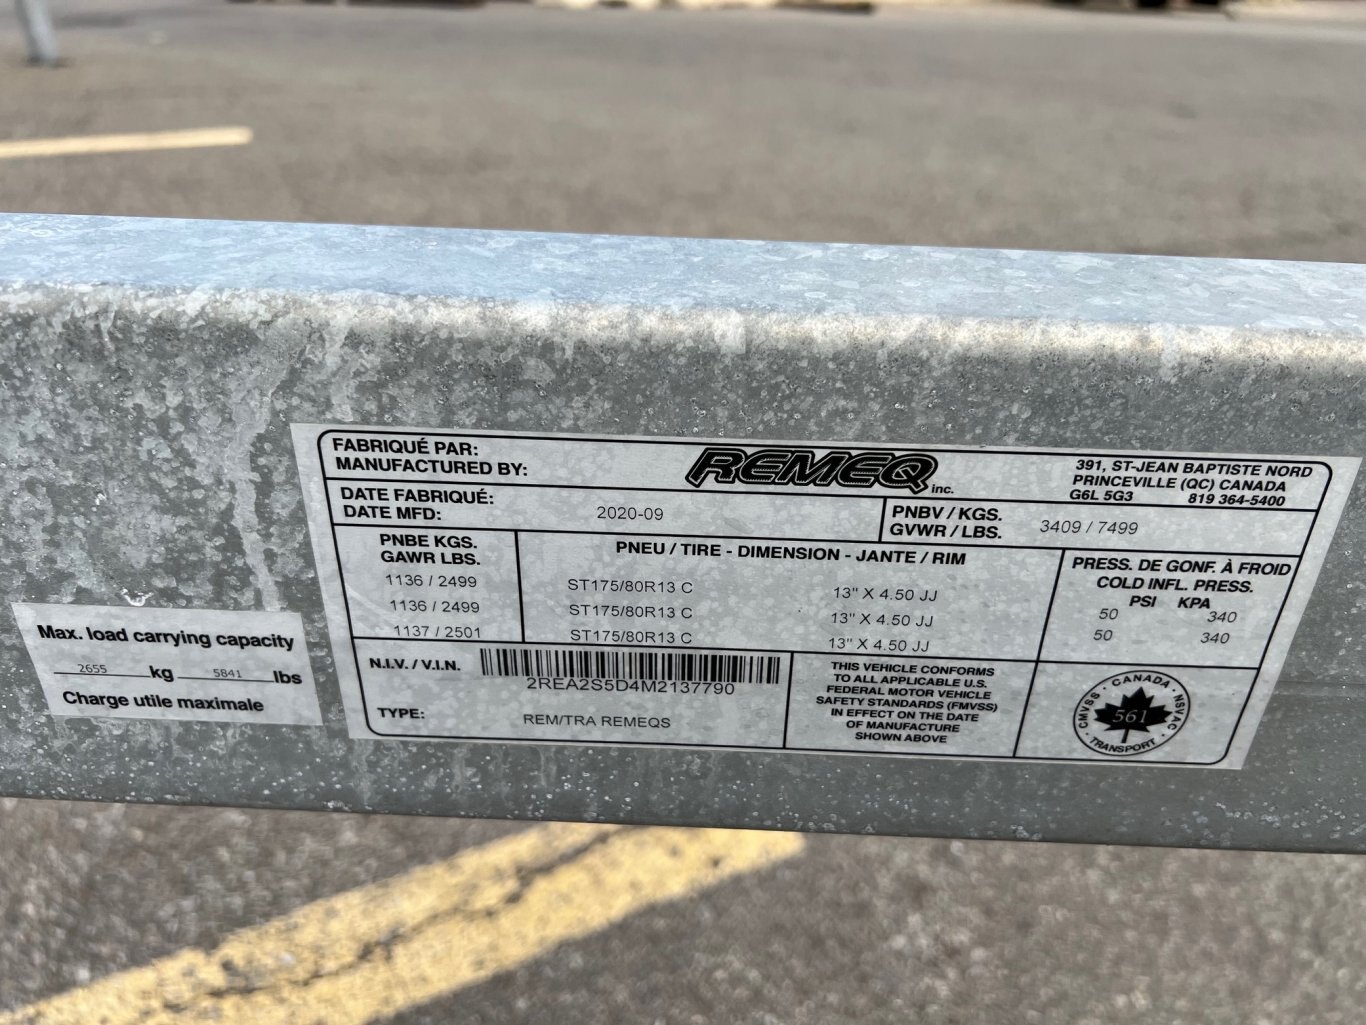 FABRIQUÉ PAR:
MANUFACTURED BY:
REMEQ inc.
391, ST-JEAN BAPTISTE NORD
PRINCEVILLE (QC) CANADA
G6L 5G3 819 364-5400
DATE FABRIQUÉ:
DATE MFD:
2020-09
PNBV / KGS.
GVWR / LBS.
3409 / 7499
PNBE KGS.
GAWR LBS.
PNEU / TIRE - DIMENSION - JANTE / RIM
PRESS. DE GONF. À FROID
COLD INFL. PRESS.
PSI KPA
1136 / 2499 ST175/80R13 C 13" X 4.50 JJ 50 340
1136 / 2499 ST175/80R13 C 13" X 4.50 JJ 50 340
1137 / 2501 ST175/80R13 C 13" X 4.50 JJ
N.I.V. / V.I.N.
2REA2S5D4M2137790
TYPE:
REM/TRA REMEQS
THIS VEHICLE CONFORMS
TO ALL APPLICABLE U.S.
FEDERAL MOTOR VEHICLE
SAFETY STANDARDS (FMVSS)
IN EFFECT ON THE DATE
OF MANUFACTURE
SHOWN ABOVE
CMVSS · CANADA · NSVAC · TRANSPORT ·
561
Max. load carrying capacity
2655 kg 5841 lbs
Charge utile maximale